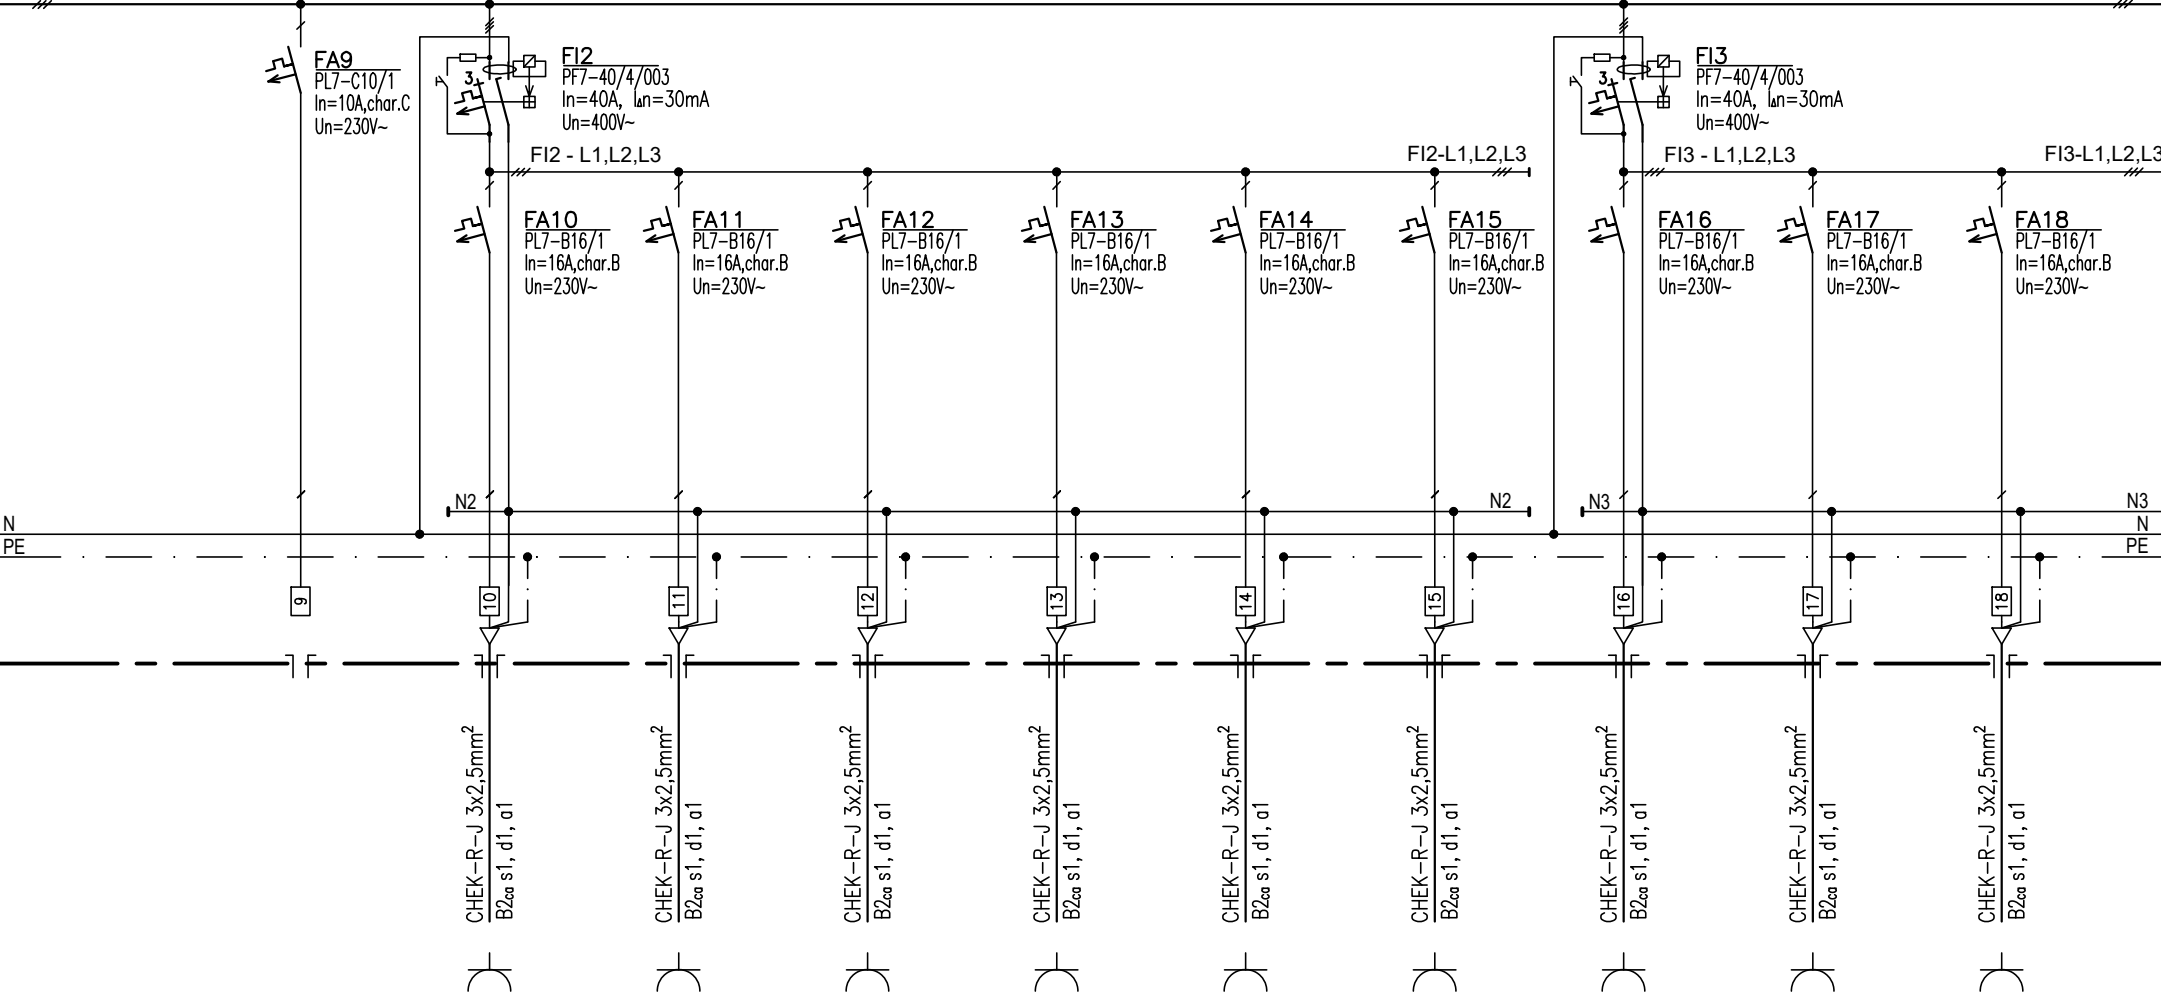 FA9
PL7-C10/1
In=10A,char.C
Un=230V~
3
FI2
PF7-40/4/003
In=40A, IΔn=30mA
Un=400V~
3
FI3
PF7-40/4/003
In=40A, IΔn=30mA
Un=400V~
FI2 - L1,L2,L3
FI2-L1,L2,L3
FI3 - L1,L2,L3
FI3-L1,L2,L3
FA10
PL7-B16/1
In=16A,char.B
Un=230V~
FA11
PL7-B16/1
In=16A,char.B
Un=230V~
FA12
PL7-B16/1
In=16A,char.B
Un=230V~
FA13
PL7-B16/1
In=16A,char.B
Un=230V~
FA14
PL7-B16/1
In=16A,char.B
Un=230V~
FA15
PL7-B16/1
In=16A,char.B
Un=230V~
FA16
PL7-B16/1
In=16A,char.B
Un=230V~
FA17
PL7-B16/1
In=16A,char.B
Un=230V~
FA18
PL7-B16/1
In=16A,char.B
Un=230V~
N2
N2
N3
N3
N
N
PE
PE
9
10
11
12
13
14
15
16
17
18
CHEK-R-J 3x2,5mm²
B2ca s1, d1, a1
CHEK-R-J 3x2,5mm²
B2ca s1, d1, a1
CHEK-R-J 3x2,5mm²
B2ca s1, d1, a1
CHEK-R-J 3x2,5mm²
B2ca s1, d1, a1
CHEK-R-J 3x2,5mm²
B2ca s1, d1, a1
CHEK-R-J 3x2,5mm²
B2ca s1, d1, a1
CHEK-R-J 3x2,5mm²
B2ca s1, d1, a1
CHEK-R-J 3x2,5mm²
B2ca s1, d1, a1
CHEK-R-J 3x2,5mm²
B2ca s1, d1, a1